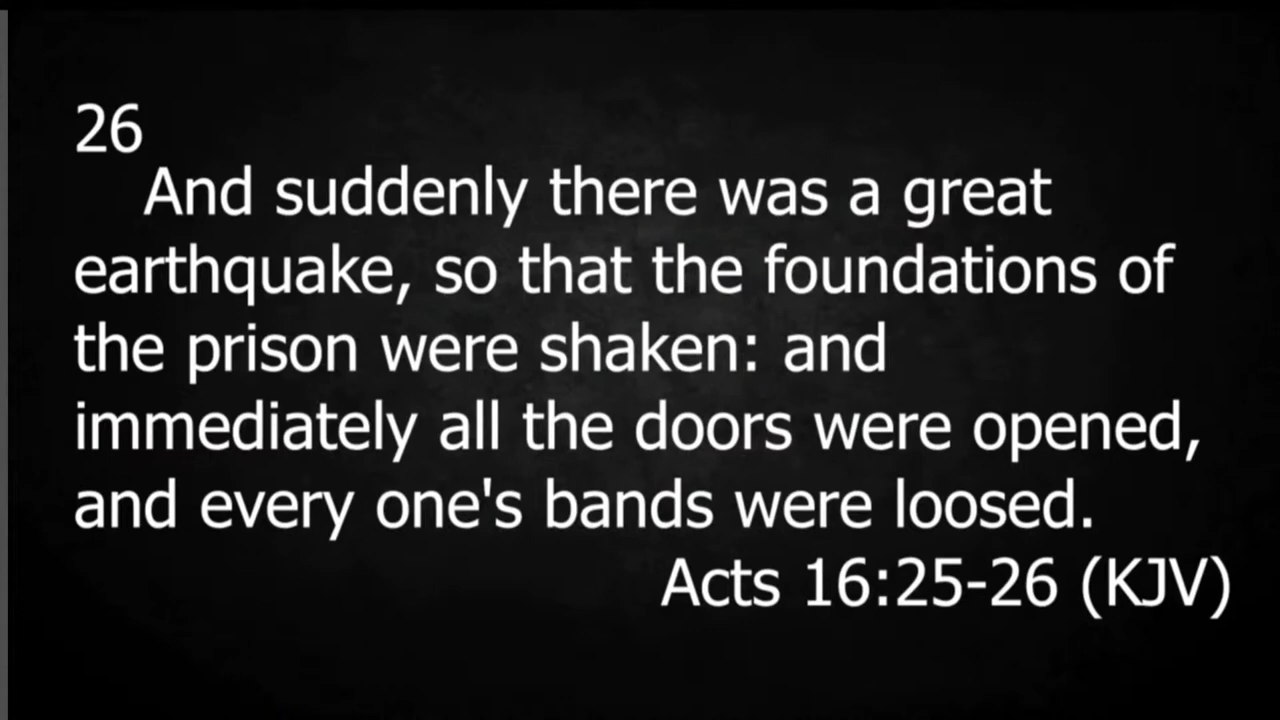 26
And suddenly there was a great
earthquake, so that the foundations of
the prison were shaken: and
immediately all the doors were opened,
and every one's bands were loosed.
Acts 16:25-26 (KJV)